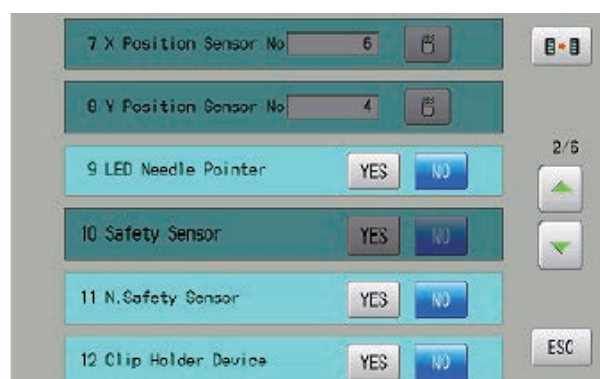 7 X Position Sensor No 6
8 Y Position Sensor No 4
2/6
9 LED Needle Pointer YES NO
10 Safety Sensor YES NO
11 N.Safety Sensor YES NO
12 Clip Holder Device YES NO
ESC